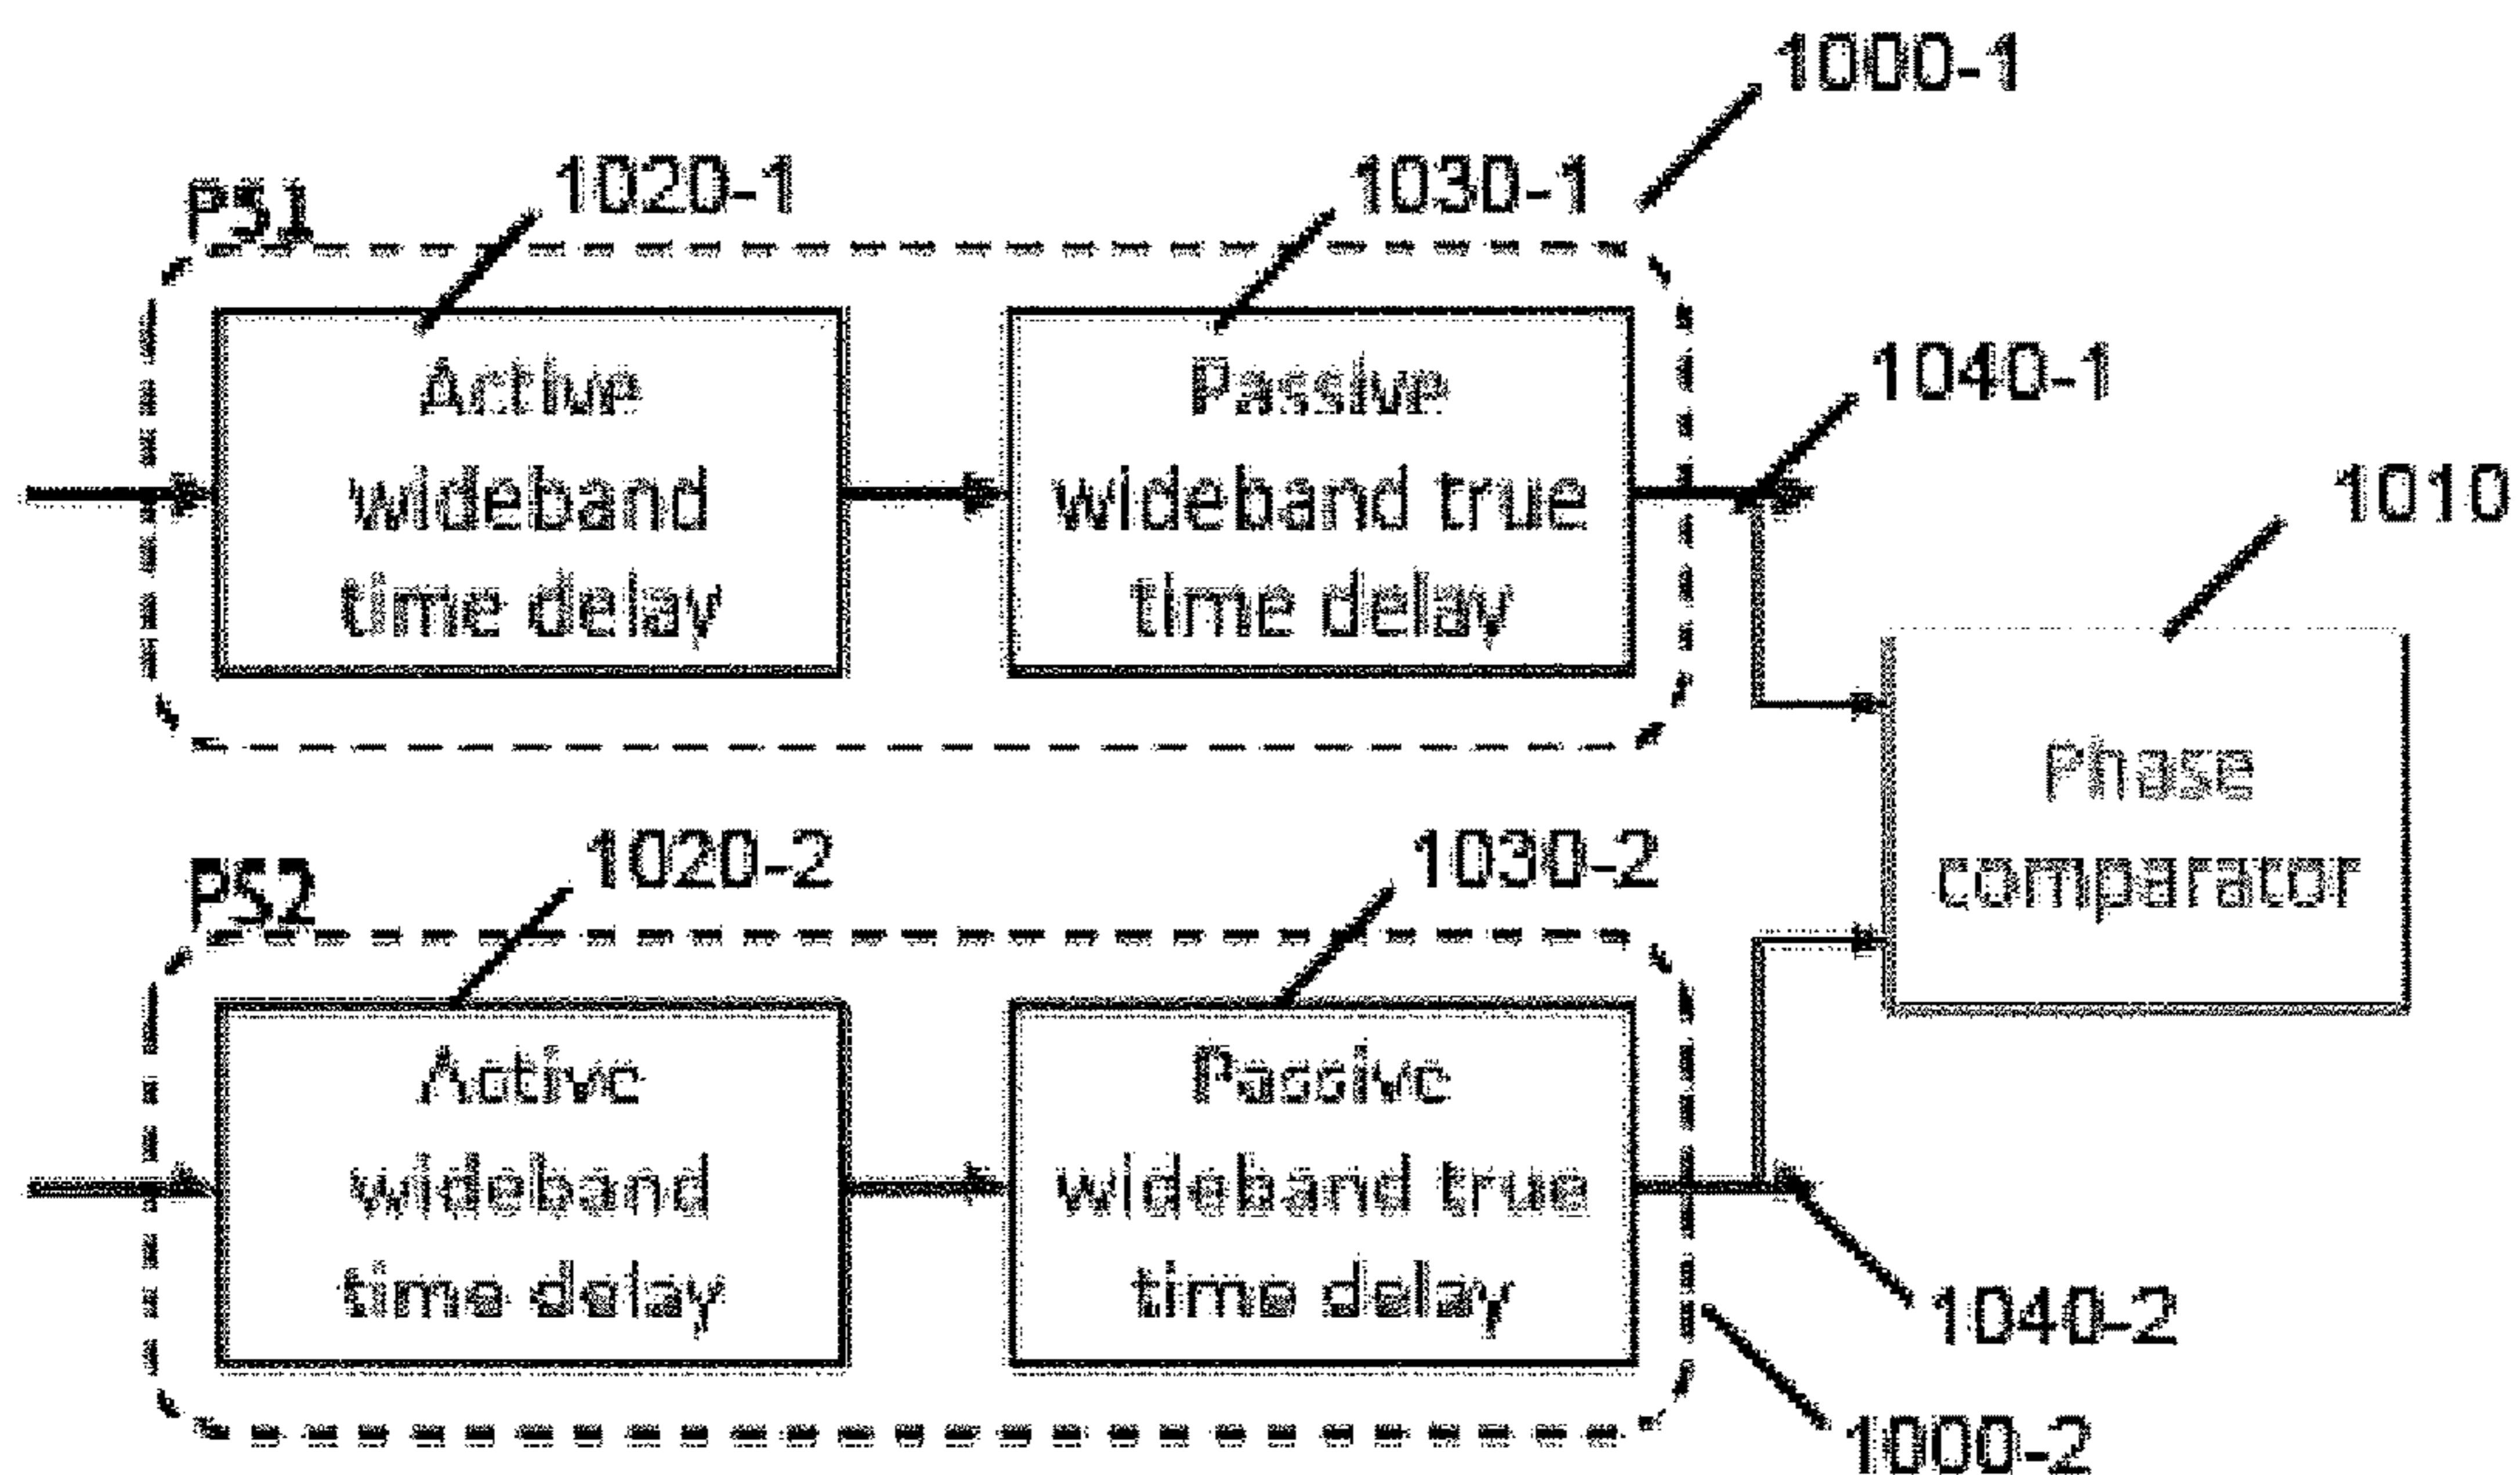 1000-1
PS1
1020-1
1030-1
Active
wideband
time delay
Passive
wideband true
time delay
1040-1
1010
Phase
comparator
PS2
1020-2
1030-2
Active
wideband
time delay
Passive
wideband true
time delay
1040-2
1000-2